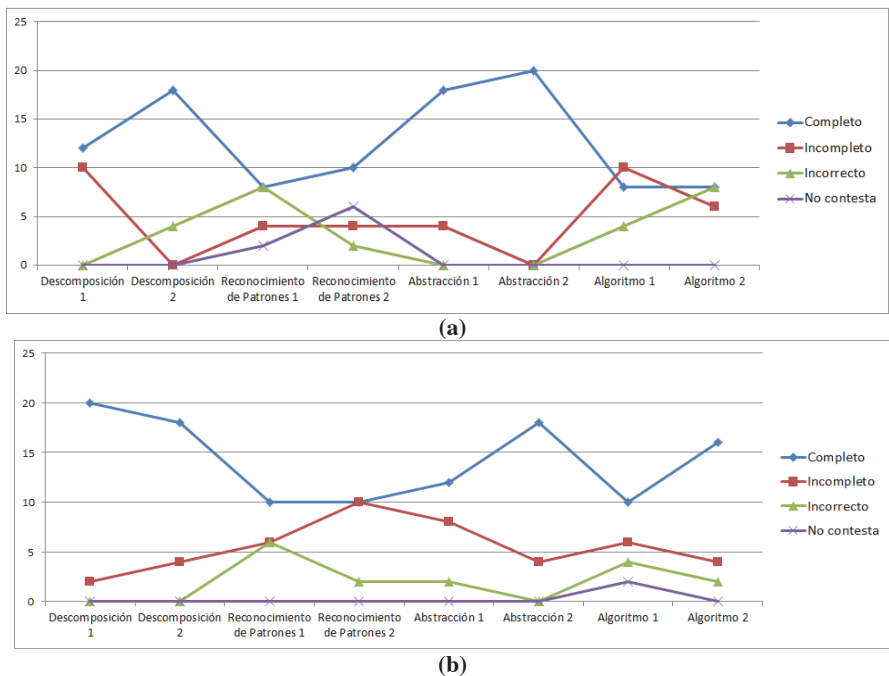 25
20
15
10
5
0
Descomposición 1
Descomposición 2
Reconocimiento de Patrones 1
Reconocimiento de Patrones 2
Abstracción 1
Abstracción 2
Algoritmo 1
Algoritmo 2
Completo
Incompleto
Incorrecto
No contesta
(a)
25
20
15
10
5
0
Descomposición 1
Descomposición 2
Reconocimiento de Patrones 1
Reconocimiento de Patrones 2
Abstracción 1
Abstracción 2
Algoritmo 1
Algoritmo 2
Completo
Incompleto
Incorrecto
No contesta
(b)